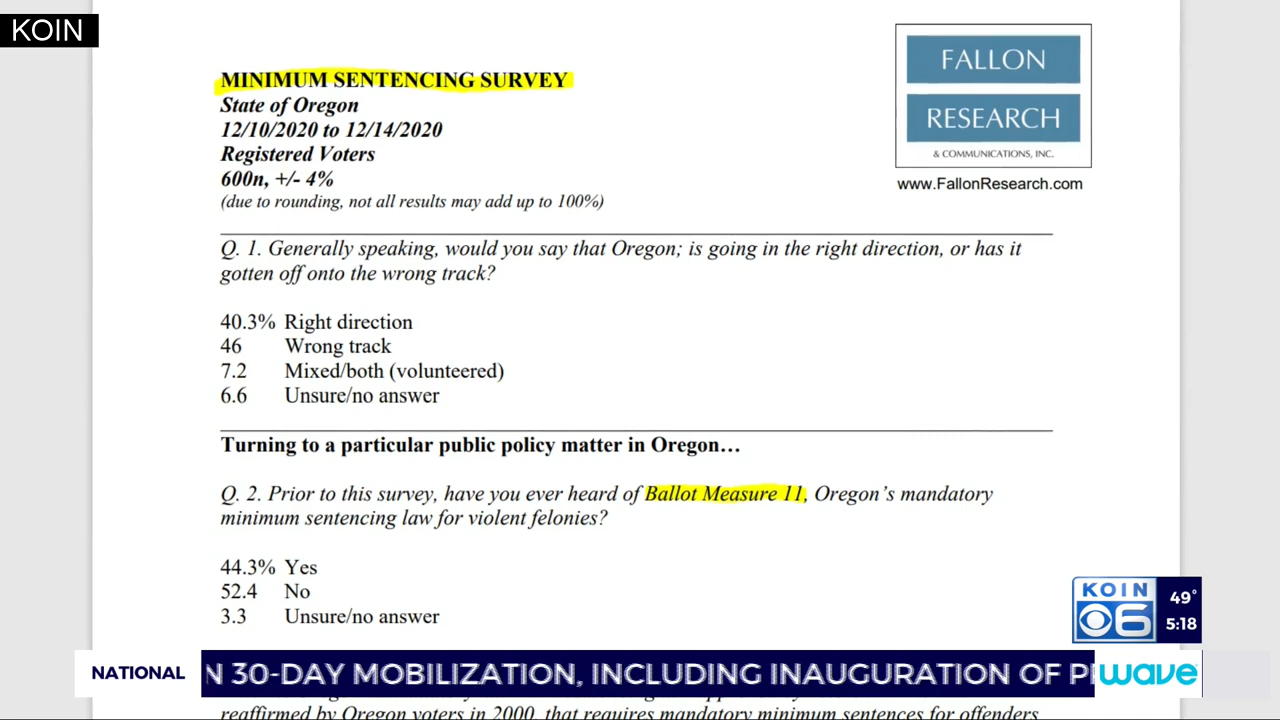 KOIN
FALLON
RESEARCH
& COMMUNICATIONS, INC.
www.FallonResearch.com
MINIMUM SENTENCING SURVEY
State of Oregon
12/10/2020 to 12/14/2020
Registered Voters
600n, +/- 4%
(due to rounding, not all results may add up to 100%)
Q. 1. Generally speaking, would you say that Oregon; is going in the right direction, or has it
gotten off onto the wrong track?
40.3% Right direction
46 Wrong track
7.2 Mixed/both (volunteered)
6.6 Unsure/no answer
Turning to a particular public policy matter in Oregon…
Q. 2. Prior to this survey, have you ever heard of Ballot Measure 11, Oregon’s mandatory
minimum sentencing law for violent felonies?
44.3% Yes
52.4 No
3.3 Unsure/no answer
KOIN
6
49°
5:18
NATIONAL
N 30-DAY MOBILIZATION, INCLUDING INAUGURATION OF P
wave
reaffirmed by Oregon voters in 2000, that requires mandatory minimum sentences for offenders